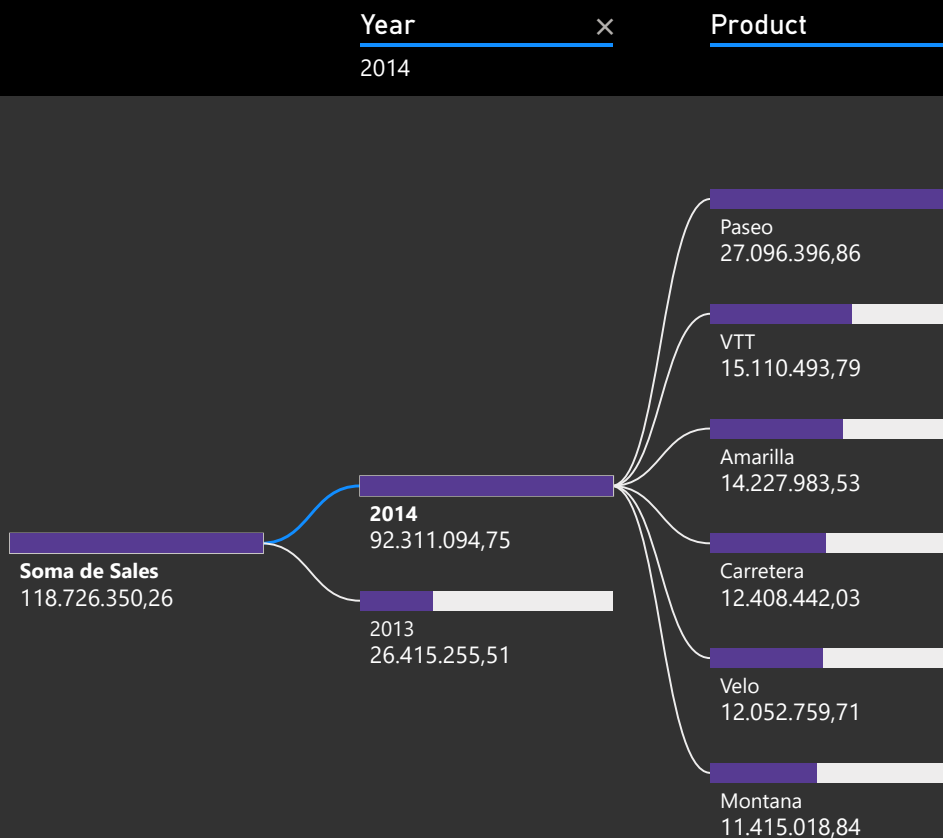 Year
Product
2014
Paseo
27.096.396,86
VTT
15.110.493,79
Amarilla
14.227.983,53
2014
92.311.094,75
Soma de Sales
118.726.350,26
Carretera
12.408.442,03
2013
26.415.255,51
Velo
12.052.759,71
Montana
11.415.018,84